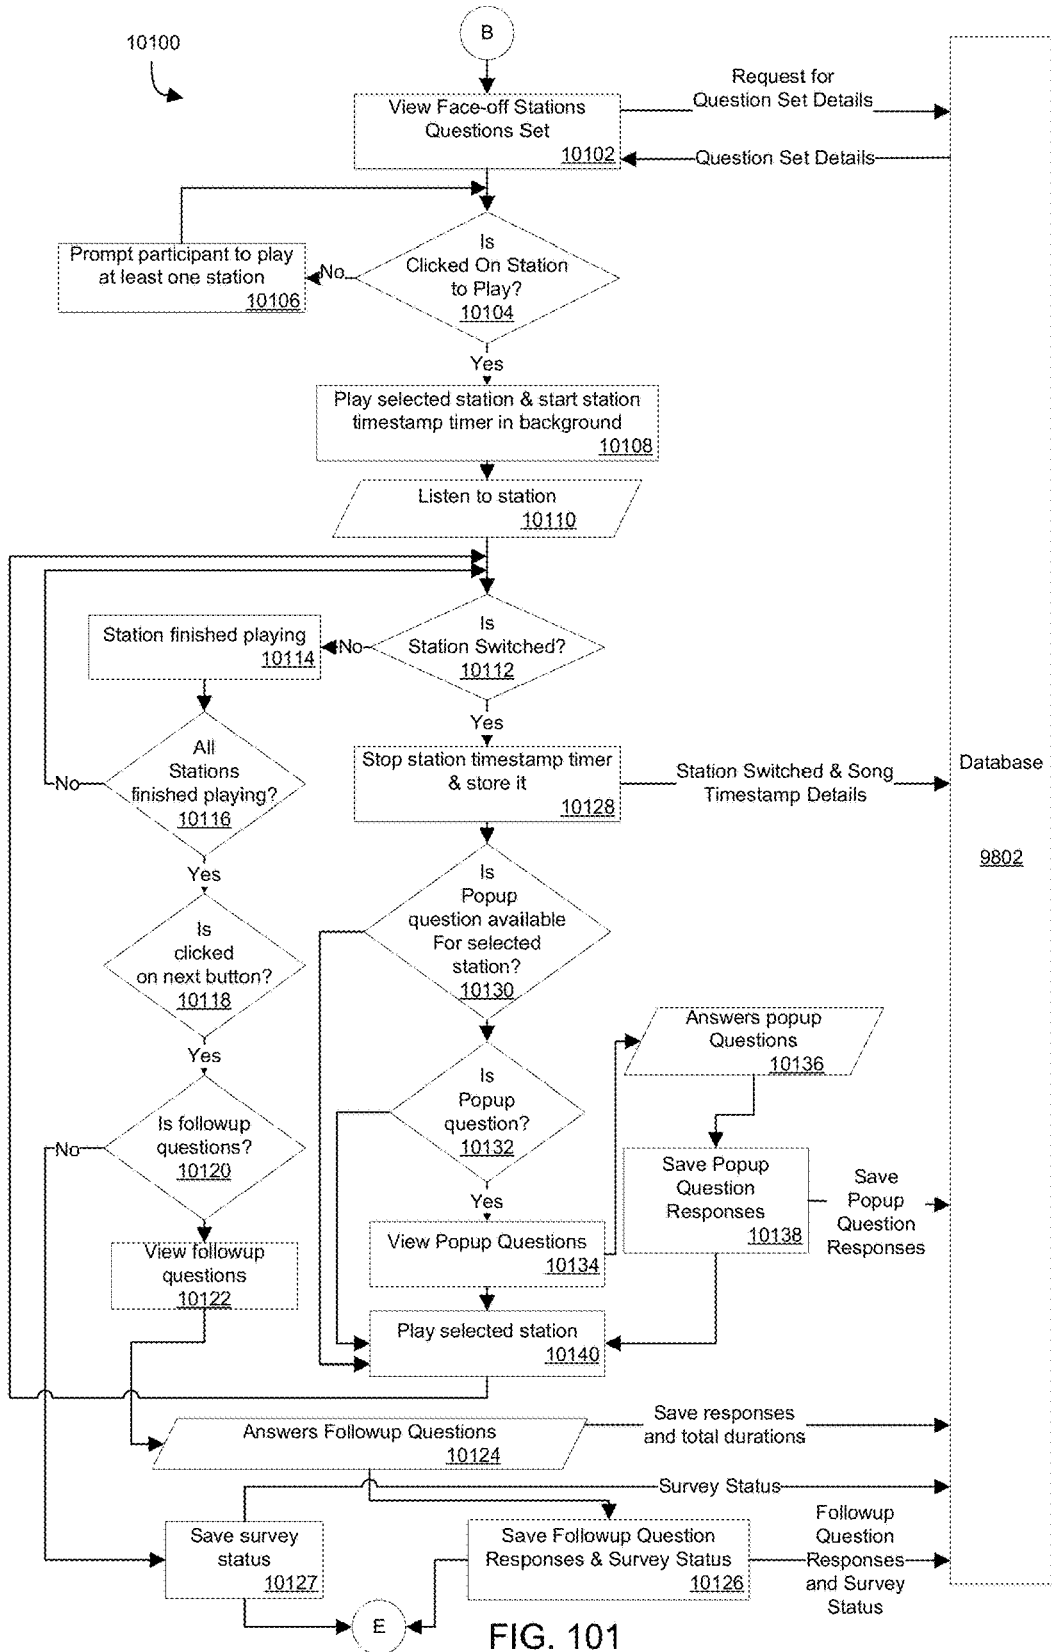 B
10100
View Face-off Stations
Questions Set
10102
Request for
Question Set Details
Question Set Details
Prompt participant to play
at least one station
10106
No
Is
Clicked On Station
to Play?
10104
Yes
Play selected station & start station
timestamp timer in background
10108
Listen to station
10110
Station finished playing
10114
No
Is
Station Switched?
10112
Yes
All
Stations
finished playing?
10116
No
Yes
Stop station timestamp timer
& store it
10128
Station Switched & Song
Timestamp Details
Database
9802
Is
clicked
on next button?
10118
Yes
Is
Popup
question available
For selected
station?
10130
Is
Popup
question?
10132
Yes
Answers popup
Questions
10136
Is followup
questions?
10120
No
Save Popup
Question
Responses
10138
Save
Popup
Question
Responses
View followup
questions
10122
View Popup Questions
10134
Play selected station
10140
Answers Followup Questions
10124
Save responses
and total durations
Survey Status
Save survey
status
10127
Save Followup Question
Responses & Survey Status
10126
Followup
Question
Responses
and Survey
Status
E
FIG. 101